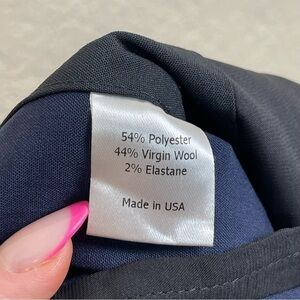 54% Polyester
44% Virgin Wool
2% Elastane
Made in USA